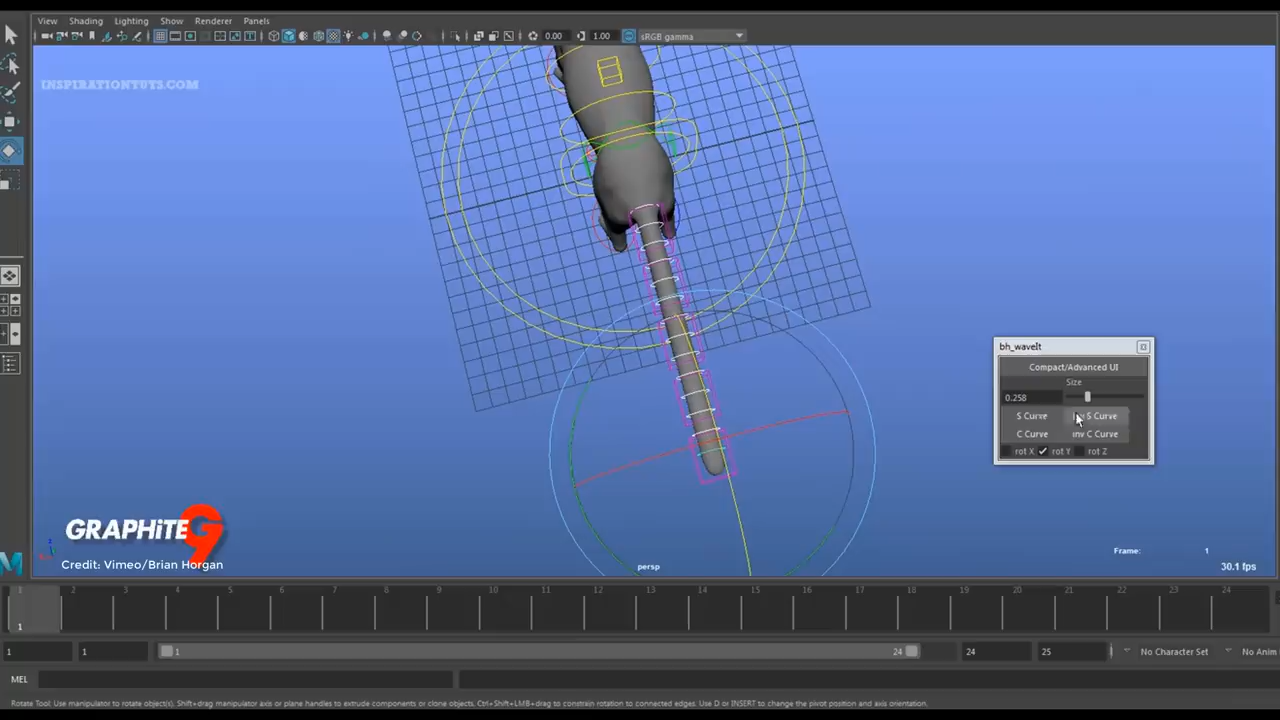 View Shading Lighting Show Renderer Panels
0.00 1.00 sRGB gamma
INSPIRATIONTUTS.COM
bh_waveIt
Compact/Advanced UI
Size
0.258
S Curve S Curve
C Curve inv C Curve
rot X rot Y rot Z
GRAPHITE 9
Credit: Vimeo/Brian Horgan
persp
Frame: 1
30.1 fps
1 2 3 4 5 6 7 8 9 10 11 12 13 14 15 16 17 18 19 20 21 22 23 24
1
1 1 1 24 24 25 No Character Set No Anim
MEL
Rotate Tool: Use manipulator to rotate object(s). Shift+drag manipulator axis or plane handles to extrude components or clone objects. Ctrl+Shift+LMB+drag to constrain rotation to connected edges. Use D or INSERT to change the pivot position and axis orientation.